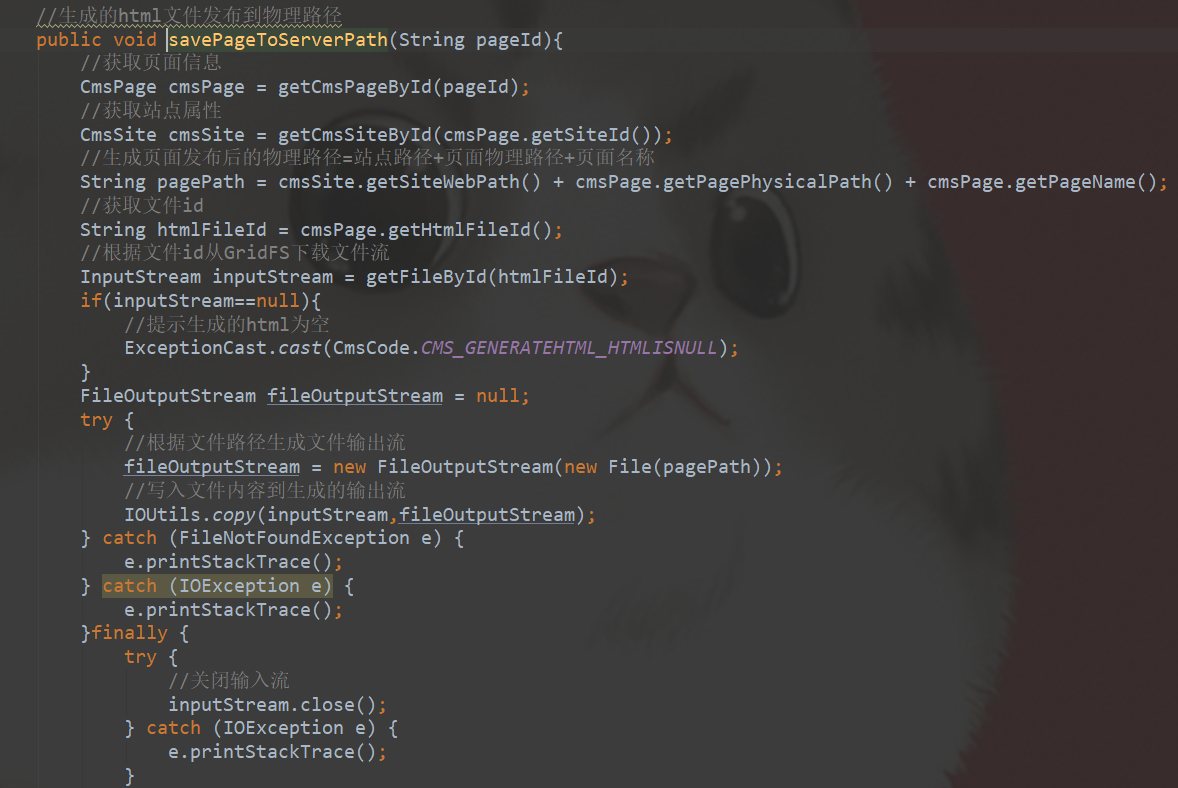 //生成的html文件发布到物理路径
public void savePageToServerPath(String pageId){
//获取页面信息
CmsPage cmsPage = getCmsPageById(pageId);
//获取站点属性
CmsSite cmsSite = getCmsSiteById(cmsPage.getSiteId());
//生成页面发布后的物理路径=站点路径+页面物理路径+页面名称
String pagePath = cmsSite.getSiteWebPath() + cmsPage.getPagePhysicalPath() + cmsPage.getPageName();
//获取文件id
String htmlFileId = cmsPage.getHtmlFileId();
//根据文件id从GridFS下载文件流
InputStream inputStream = getFileById(htmlFileId);
if(inputStream==null){
//提示生成的html为空
ExceptionCast.cast(CmsCode.CMS_GENERATEHTML_HTMLISNULL);
}
FileOutputStream fileOutputStream = null;
try {
//根据文件路径生成文件输出流
fileOutputStream = new FileOutputStream(new File(pagePath));
//写入文件内容到生成的输出流
IOUtils.copy(inputStream,fileOutputStream);
} catch (FileNotFoundException e) {
e.printStackTrace();
} catch (IOException e) {
e.printStackTrace();
}finally {
try {
//关闭输入流
inputStream.close();
} catch (IOException e) {
e.printStackTrace();
}